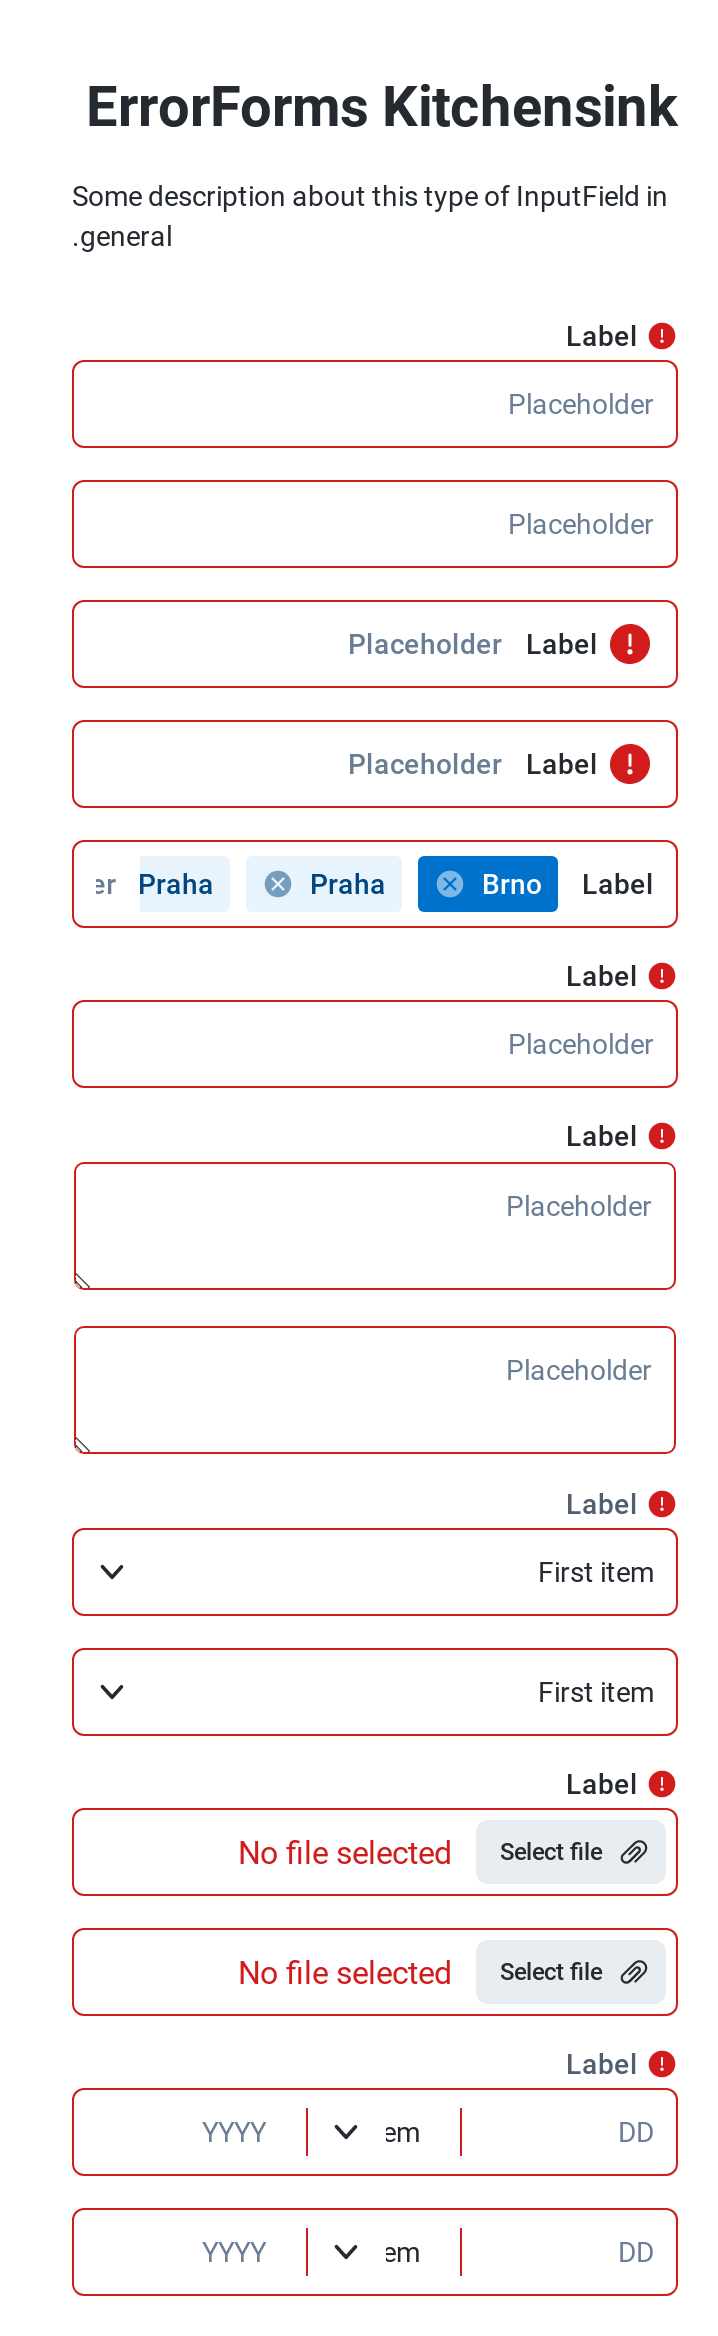 ErrorForms Kitchensink
Some description about this type of InputField in
.general
Label
Placeholder
Placeholder
Label Placeholder
Label Placeholder
Label Brno Praha Praha er
Label
Placeholder
Label
Placeholder
Placeholder
Label
First item
First item
Label
Select file No file selected
Select file No file selected
Label
DD em YYYY
DD em YYYY